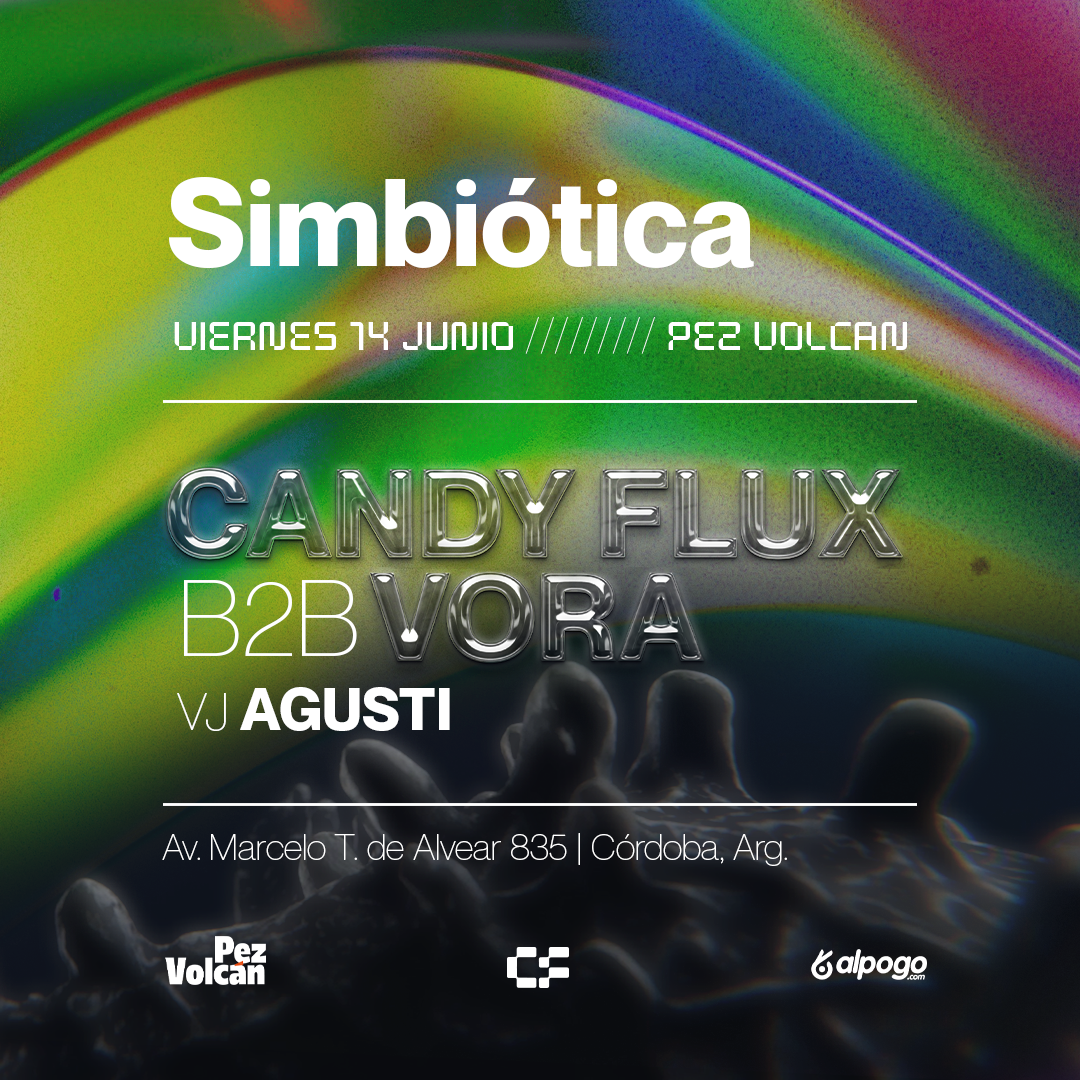 Simbiótica
VIERNES 14 JUNIO ///////// PEZ VOLCAN
CANDY FLUX
B2B VORA
VJ AGUSTI
Av. Marcelo T. de Alvear 835 | Córdoba, Arg.
Pez
Volcán
CF
alpogo
.com